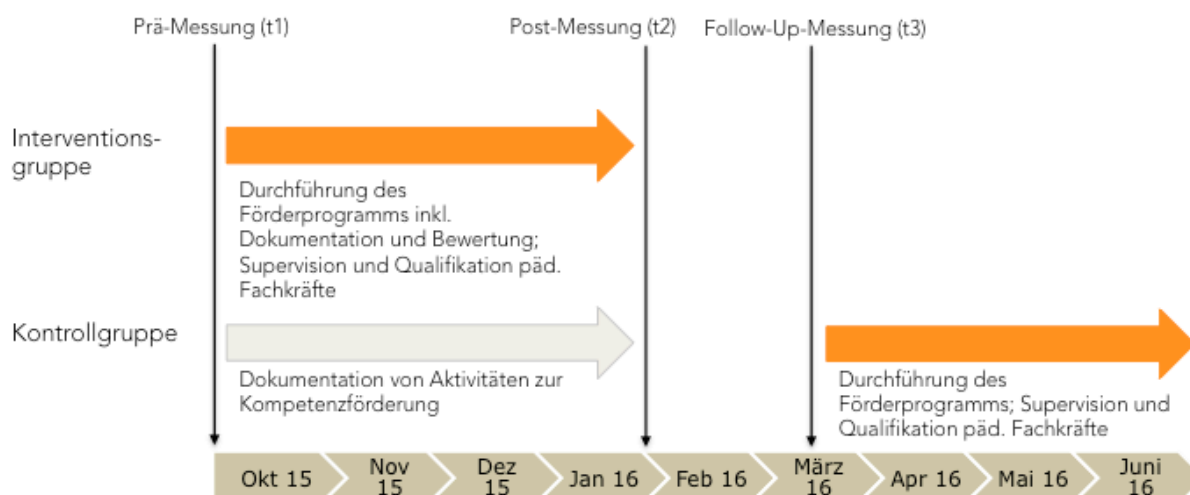 Prä-Messung (t1)
Post-Messung (t2)
Follow-Up-Messung (t3)
Interventions-
gruppe
Durchführung des
Förderprogramms inkl.
Dokumentation und Bewertung;
Supervision und Qualifikation päd.
Fachkräfte
Kontrollgruppe
Dokumentation von Aktivitäten zur
Kompetenzförderung
Durchführung des
Förderprogramms; Supervision und
Qualifikation päd. Fachkräfte
Okt 15
Nov
15
Dez
15
Jan 16
Feb 16
März
16
Apr 16
Mai 16
Juni
16